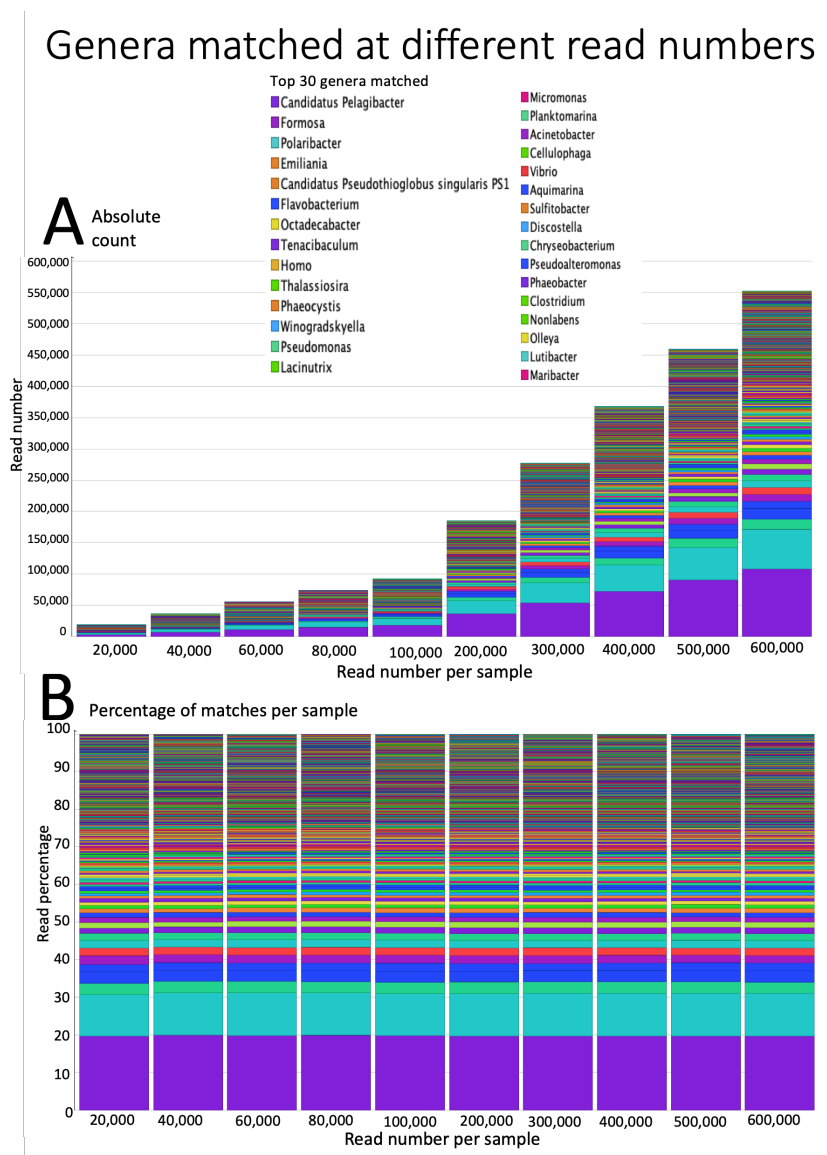 Genera matched at different read numbers
Top 30 genera matched
Candidatus Pelagibacter
Formosa
Polaribacter
Emiliania
Candidatus Pseudothioglobus singularis PS1
Flavobacterium
Octadecabacter
Tenacibaculum
Homo
Thalassiosira
Phaeocystis
Winogradskyella
Pseudomonas
Lacinutrix
Micromonas
Planktomarina
Acinetobacter
Cellulophaga
Vibrio
Aquimarina
Sulfitobacter
Discostella
Chryseobacterium
Pseudoalteromonas
Phaeobacter
Clostridium
Nonlabens
Olleya
Lutibacter
Maribacter
A Absolute
count
600,000
550,000
500,000
450,000
400,000
350,000
300,000
250,000
200,000
150,000
100,000
50,000
0
Read number
20,000 40,000 60,000 80,000 100,000 200,000 300,000 400,000 500,000 600,000
Read number per sample
B Percentage of matches per sample
100
90
80
70
60
50
40
30
20
10
0
Read percentage
20,000 40,000 60,000 80,000 100,000 200,000 300,000 400,000 500,000 600,000
Read number per sample